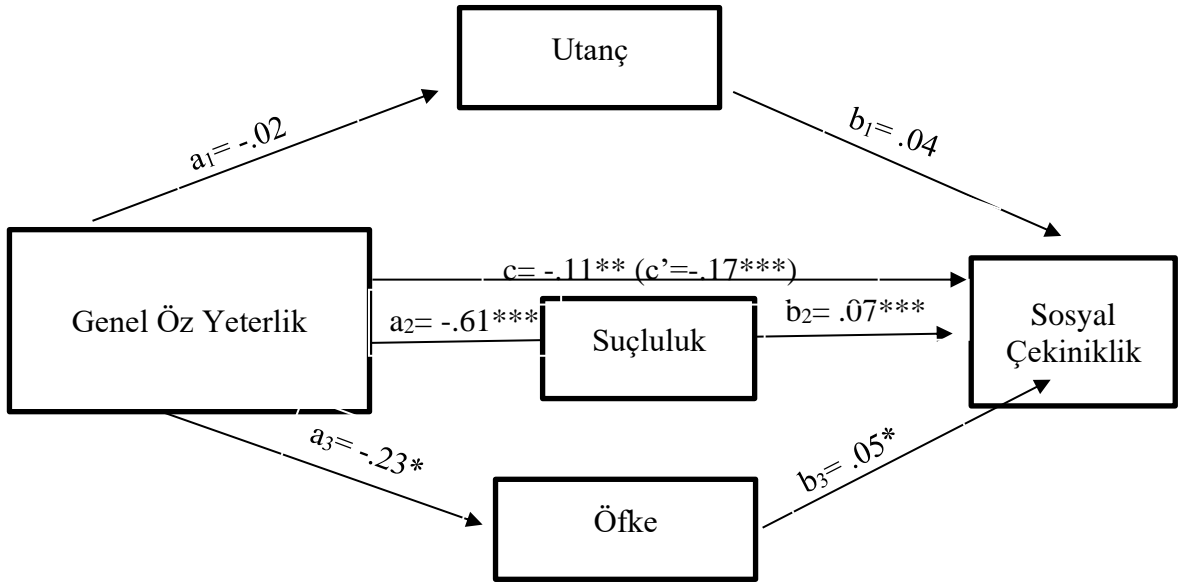 Utanç
a₁= -.02
b₁= .04
Genel Öz Yeterlik
c= -.11** (c’=-.17***)
a₂= -.61***
Suçluluk
b₂= .07***
Sosyal
Çekiniklik
a₃= -.23*
b₃= .05*
Öfke